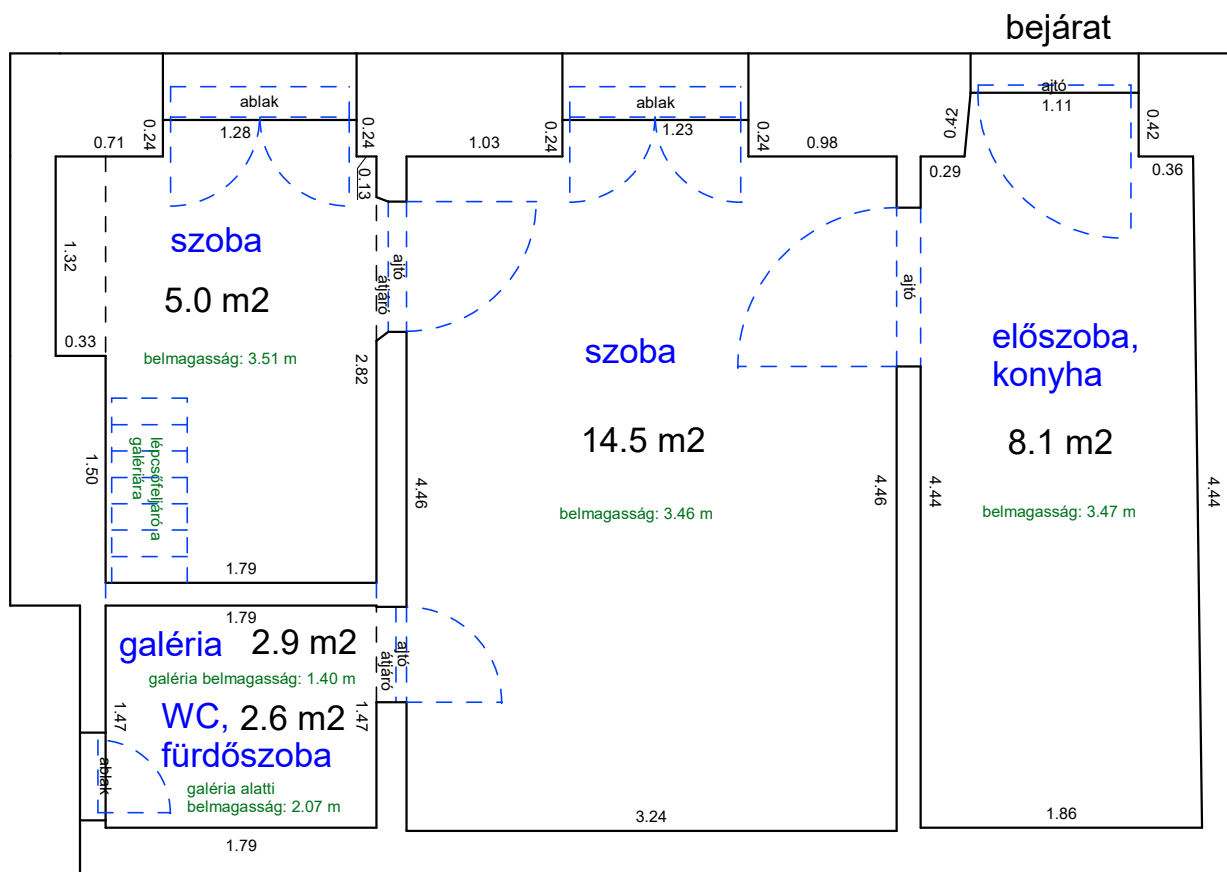 bejárat
ablak
ablak
ajtó
0.71
0.24
1.28
0.24
0.13
1.03
0.24
1.23
0.24
0.98
0.42
1.11
0.42
0.29
0.36
1.32
szoba
5.0 m2
0.33
belmagasság: 3.51 m
átjáró
ajtó
2.82
lépcsőfeljáró a
galériára
1.50
1.79
szoba
14.5 m2
belmagasság: 3.46 m
4.46
4.46
3.24
ajtó
előszoba,
konyha
8.1 m2
belmagasság: 3.47 m
4.44
4.44
1.86
1.79
galéria 2.9 m2
galéria belmagasság: 1.40 m
átjáró
ajtó
1.47
WC, 2.6 m2
fürdőszoba
1.47
ablak
galéria alatti
belmagasság: 2.07 m
1.79